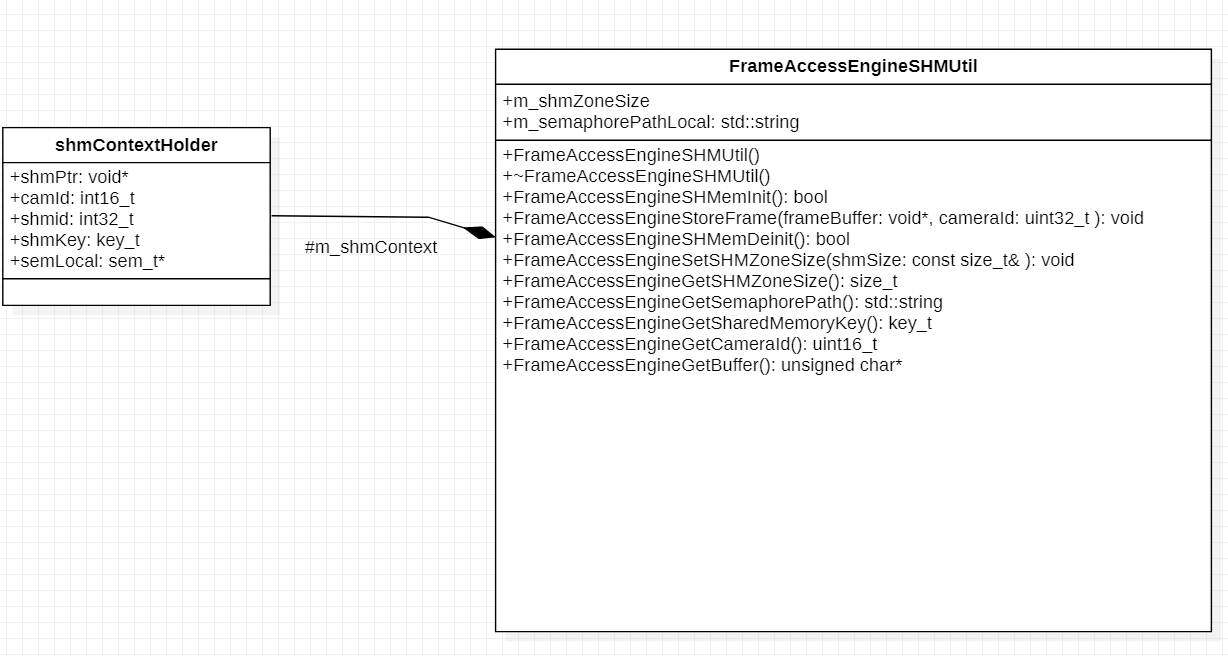 shmContextHolder
+shmPtr: void*
+camId: int16_t
+shmid: int32_t
+shmKey: key_t
+semLocal: sem_t*
#m_shmContext
FrameAccessEngineSHMUtil
+m_shmZoneSize
+m_semaphorePathLocal: std::string
+FrameAccessEngineSHMUtil()
+~FrameAccessEngineSHMUtil()
+FrameAccessEngineSHMemInit(): bool
+FrameAccessEngineStoreFrame(frameBuffer: void*, cameraId: uint32_t ): void
+FrameAccessEngineSHMemDeinit(): bool
+FrameAccessEngineSetSHMZoneSize(shmSize: const size_t& ): void
+FrameAccessEngineGetSHMZoneSize(): size_t
+FrameAccessEngineGetSemaphorePath(): std::string
+FrameAccessEngineGetSharedMemoryKey(): key_t
+FrameAccessEngineGetCameraId(): uint16_t
+FrameAccessEngineGetBuffer(): unsigned char*